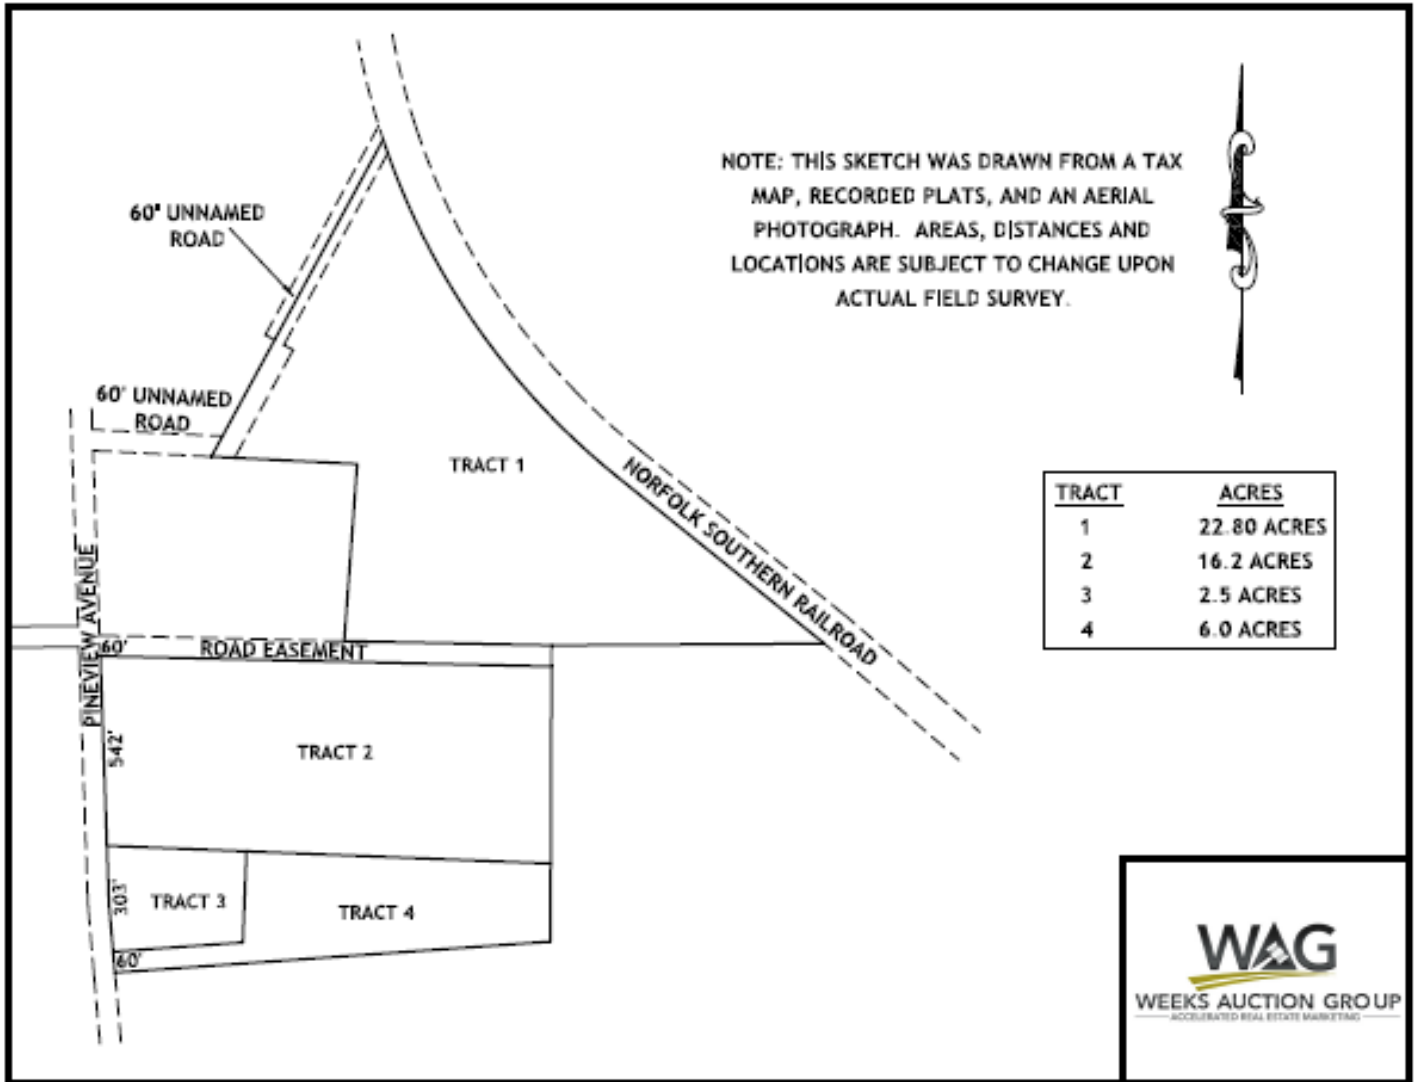 NOTE: THIS SKETCH WAS DRAWN FROM A TAX
MAP, RECORDED PLATS, AND AN AERIAL
PHOTOGRAPH. AREAS, DISTANCES AND
LOCATIONS ARE SUBJECT TO CHANGE UPON
ACTUAL FIELD SURVEY.
60' UNNAMED
ROAD
60' UNNAMED
ROAD
TRACT 1
NORFOLK SOUTHERN RAILROAD
TRACT ACRES
1 22.80 ACRES
2 16.2 ACRES
3 2.5 ACRES
4 6.0 ACRES
PINEVIEW AVENUE
60' ROAD EASEMENT
542'
TRACT 2
303'
TRACT 3
TRACT 4
60'
WAG
WEEKS AUCTION GROUP
ACCELERATED REAL ESTATE MARKETING